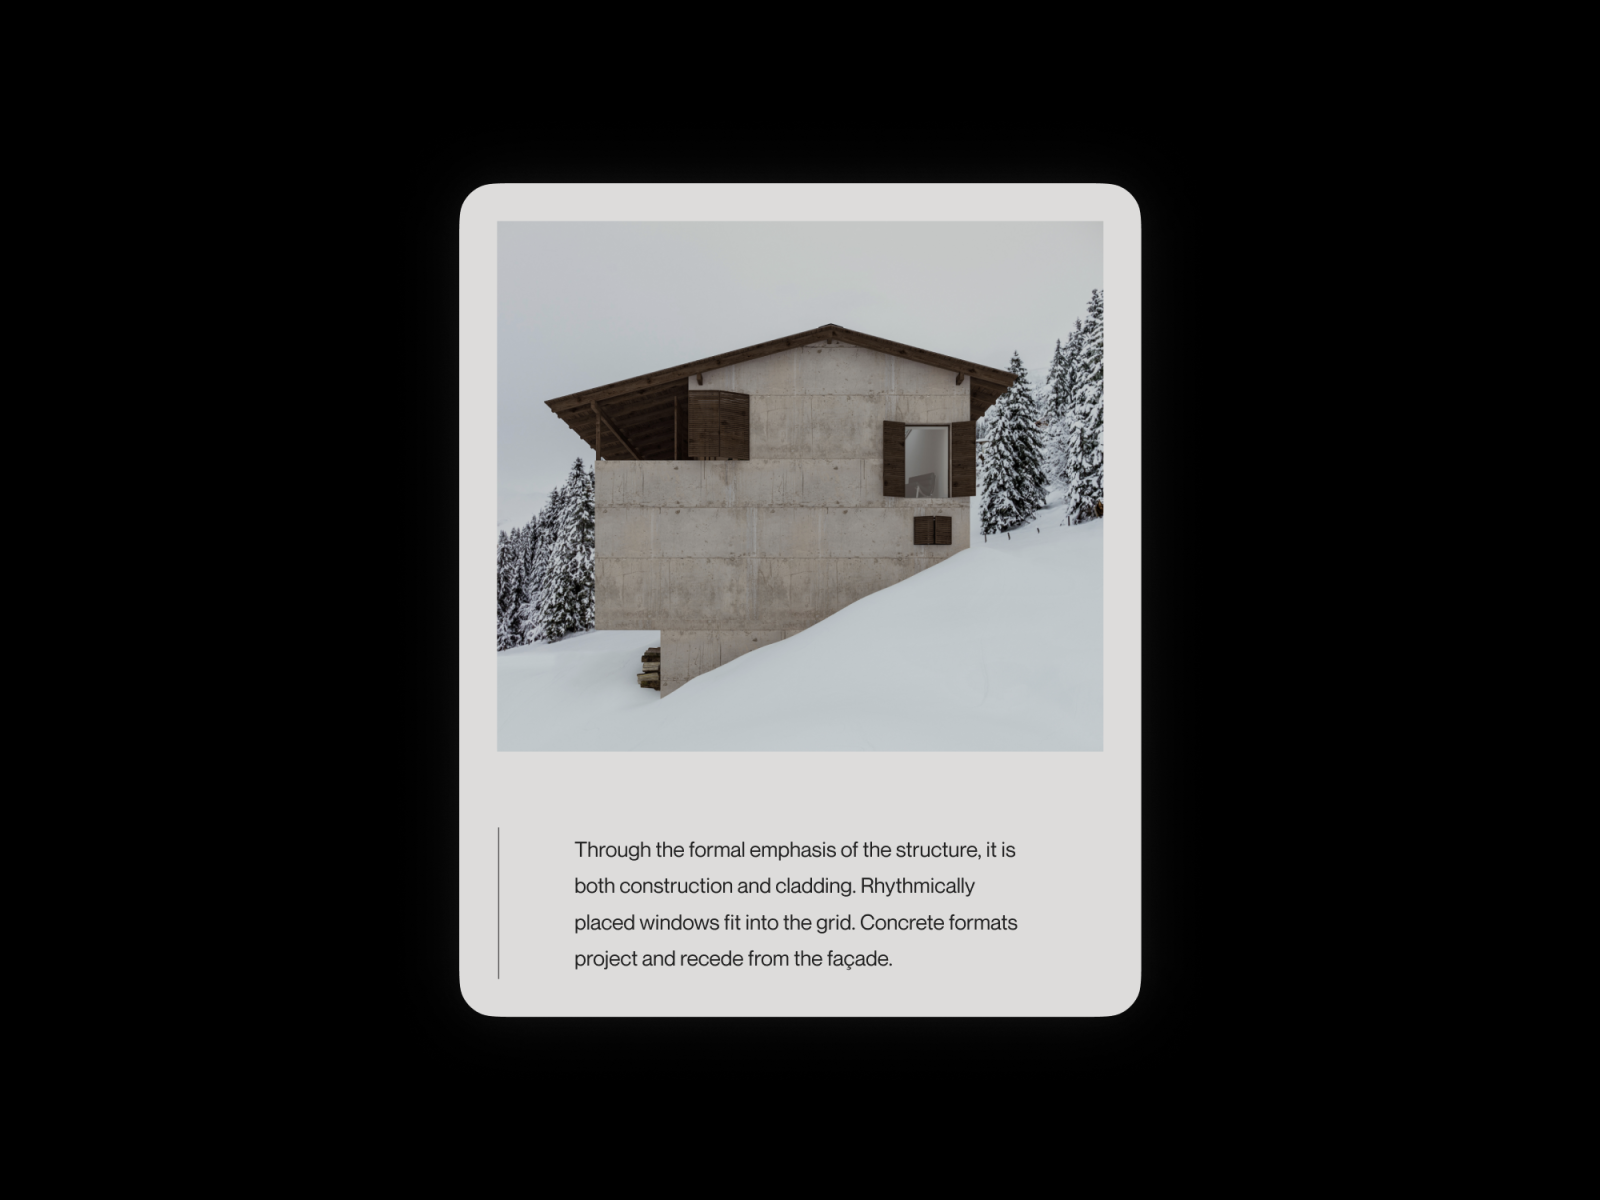 Through the formal emphasis of the structure, it is
both construction and cladding. Rhythmically
placed windows fit into the grid. Concrete formats
project and recede from the façade.